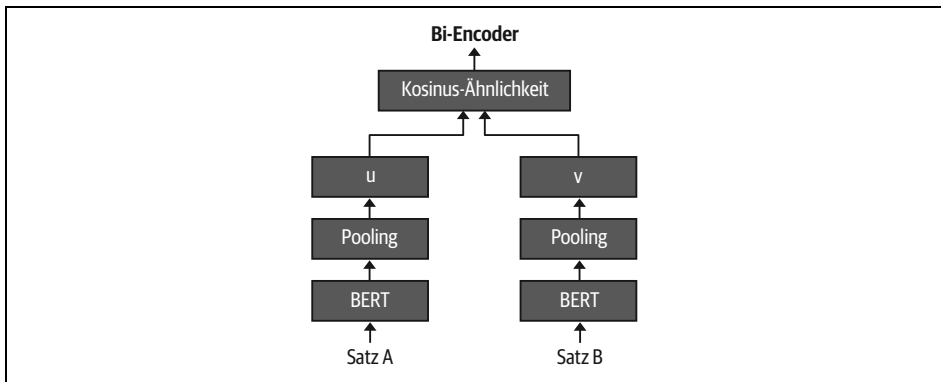 Bi-Encoder
Kosinus-Ähnlichkeit
u
v
Pooling
Pooling
BERT
BERT
Satz A
Satz B